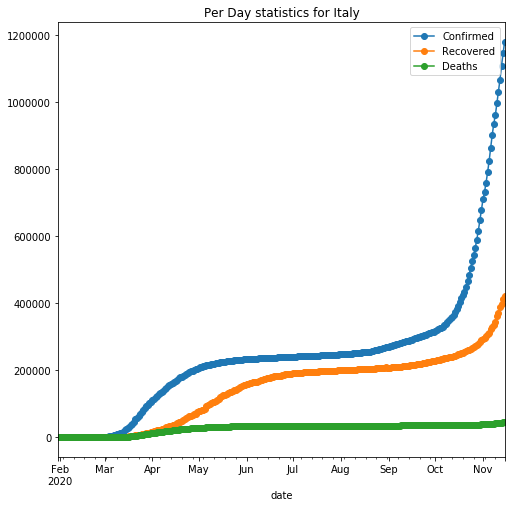 Per Day statistics for Italy
Confirmed
Recovered
Deaths
1200000
1000000
800000
600000
400000
200000
0
Feb Mar Apr May Jun Jul Aug Sep Oct Nov
2020
date